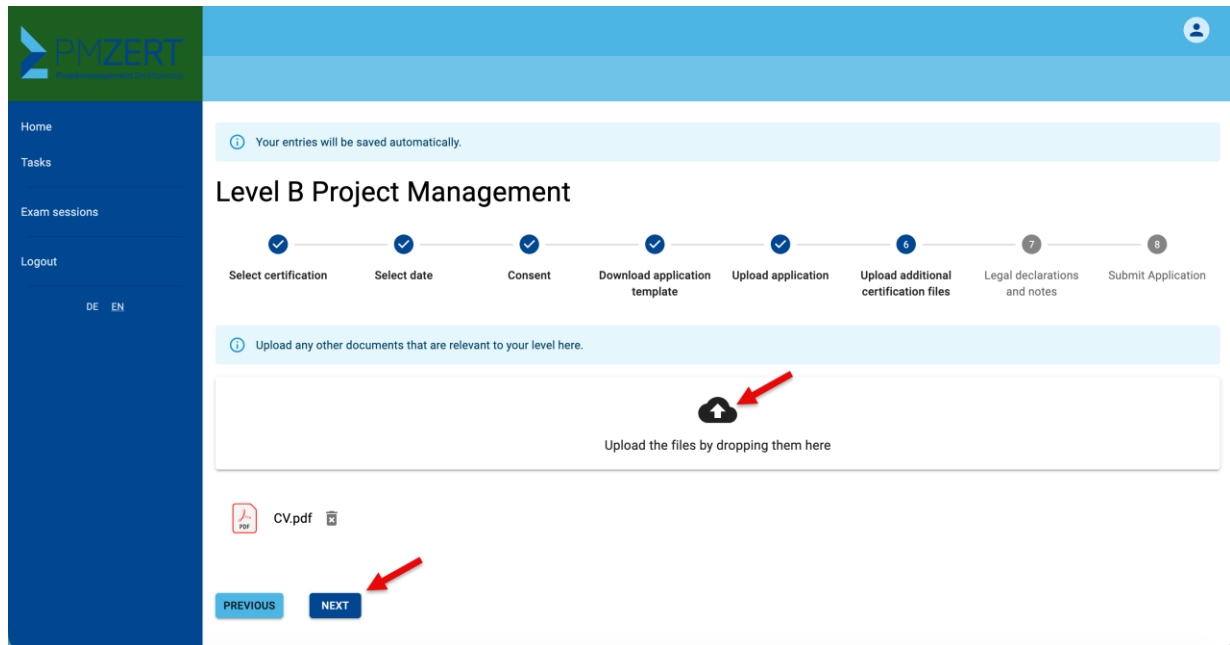 PMZERT
Home
Tasks
Exam sessions
Logout
DE EN
Your entries will be saved automatically.
Level B Project Management
6 7 8
Select certification Select date Consent Download application template Upload application Upload additional certification files Legal declarations and notes Submit Application
Upload any other documents that are relevant to your level here.
Upload the files by dropping them here
PDF CV.pdf
PREVIOUS NEXT